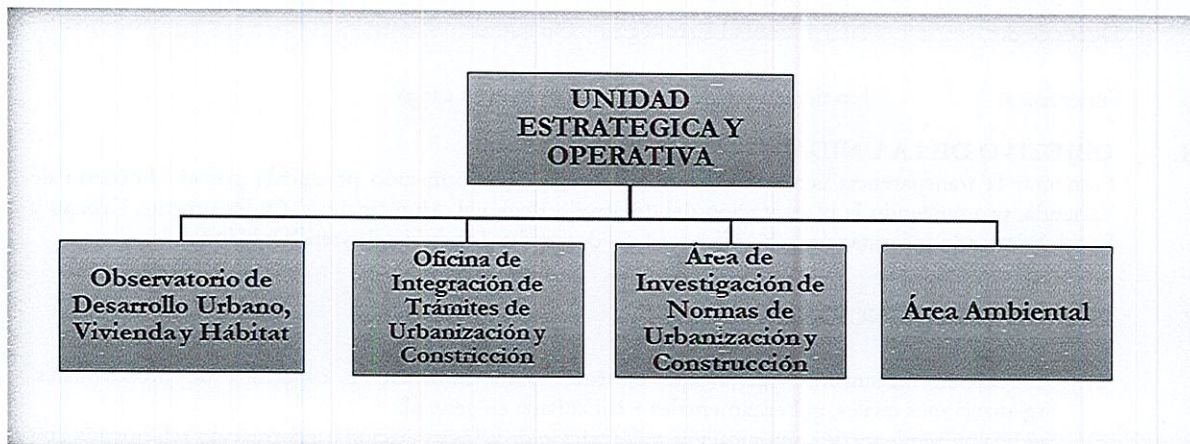 UNIDAD
ESTRATEGICA Y
OPERATIVA
Observatorio de
Desarrollo Urbano,
Vivienda y Hábitat
Oficina de
Integración de
Trámites de
Urbanización y
Constricción
Área de
Investigación de
Normas de
Urbanización y
Construcción
Área Ambiental